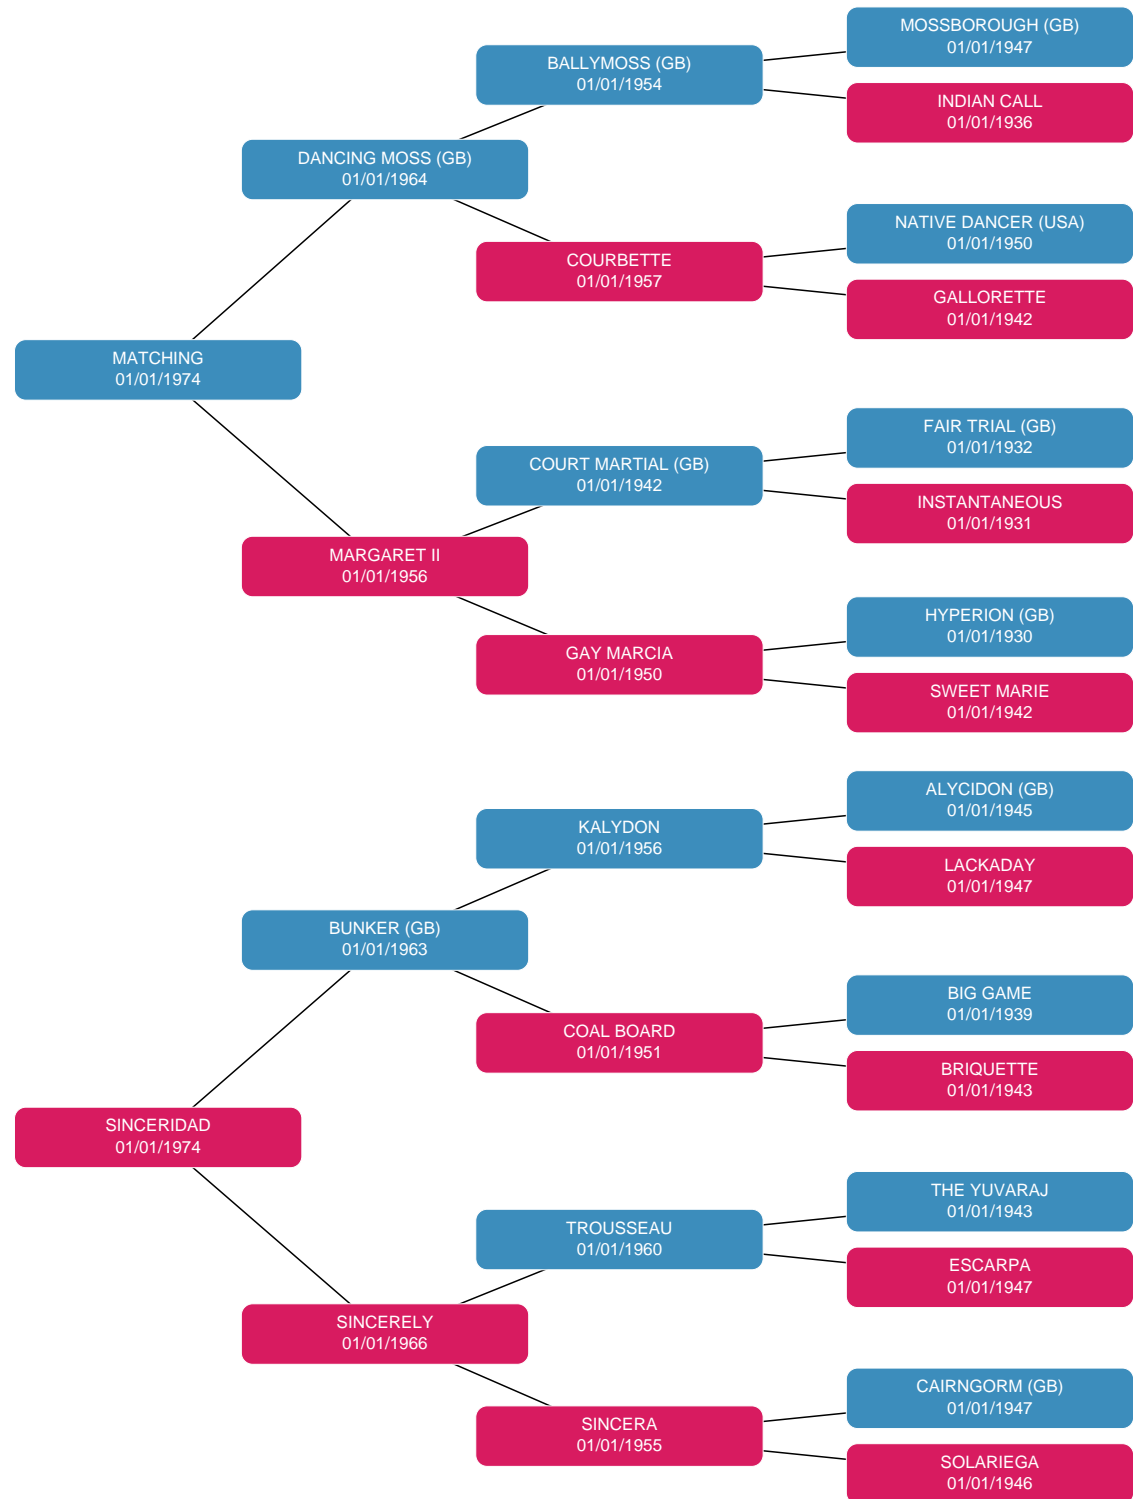 MOSSBOROUGH (GB)
01/01/1947
BALLYMOSS (GB)
01/01/1954
INDIAN CALL
01/01/1936
DANCING MOSS (GB)
01/01/1964
NATIVE DANCER (USA)
01/01/1950
COURBETTE
01/01/1957
GALLORETTE
01/01/1942
MATCHING
01/01/1974
FAIR TRIAL (GB)
01/01/1932
COURT MARTIAL (GB)
01/01/1942
INSTANTANEOUS
01/01/1931
MARGARET II
01/01/1956
HYPERION (GB)
01/01/1930
GAY MARCIA
01/01/1950
SWEET MARIE
01/01/1942
ALYCIDON (GB)
01/01/1945
KALYDON
01/01/1956
LACKADAY
01/01/1947
BUNKER (GB)
01/01/1963
BIG GAME
01/01/1939
COAL BOARD
01/01/1951
BRIQUETTE
01/01/1943
SINCERIDAD
01/01/1974
THE YUVARAJ
01/01/1943
TROUSSEAU
01/01/1960
ESCARPA
01/01/1947
SINCERELY
01/01/1966
CAIRNGORM (GB)
01/01/1947
SINCERA
01/01/1955
SOLARIEGA
01/01/1946